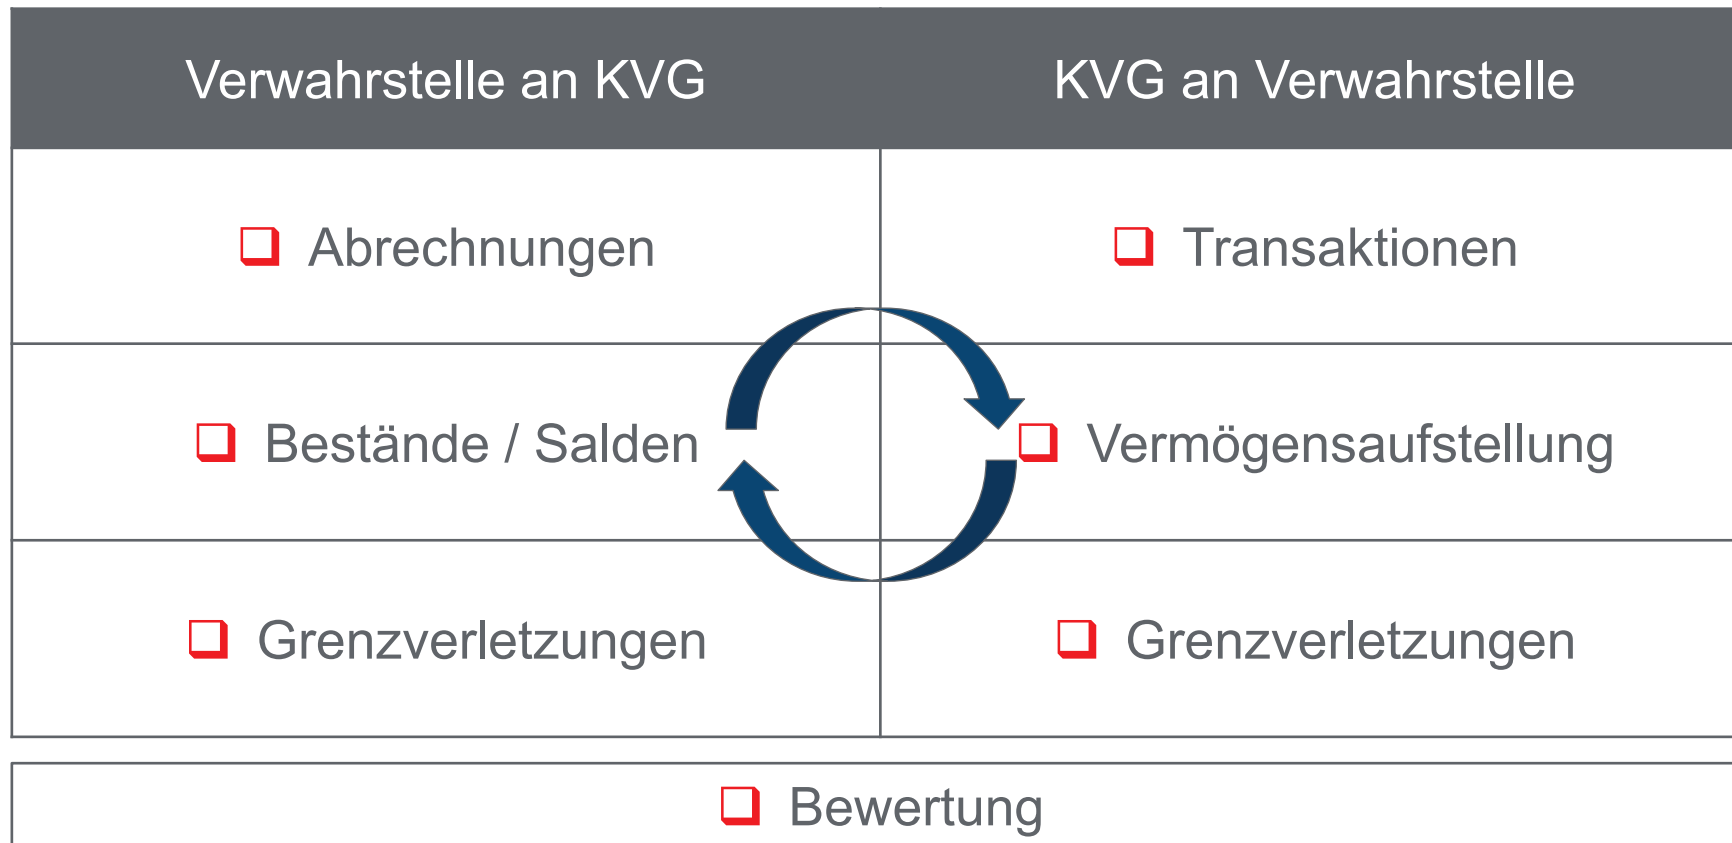 Verwahrstelle an KVG
KVG an Verwahrstelle
Abrechnungen
Transaktionen
Bestände / Salden
Vermögensaufstellung
Grenzverletzungen
Grenzverletzungen
Bewertung